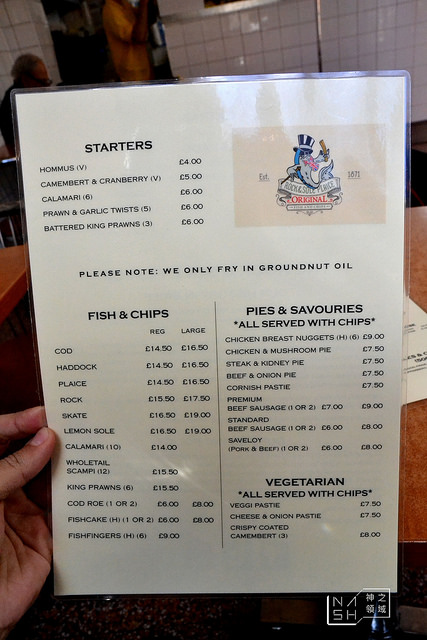 STARTERS
HOMMUS (V) £4.00
CAMEMBERT & CRANBERRY (V) £5.00
CALAMARI (6) £6.00
PRAWN & GARLIC TWISTS (5) £6.00
BATTERED KING PRAWNS (3) £6.00
Est. 1871
ROCK & SOLE PLAICE
ORIGINAL
PLEASE NOTE: WE ONLY FRY IN GROUNDNUT OIL
FISH & CHIPS
REG LARGE
COD £14.50 £16.50
HADDOCK £14.50 £16.50
PLAICE £14.50 £16.50
ROCK £15.50 £17.50
SKATE £16.50 £19.00
LEMON SOLE £16.50 £19.00
CALAMARI (10) £14.00
WHOLETAIL
SCAMPI (12) £15.50
KING PRAWNS (6) £15.50
COD ROE (1 OR 2) £6.00 £8.00
FISHCAKE (H) (1 OR 2) £6.00 £8.00
FISHFINGERS (H) (6) £9.00
PIES & SAVOURIES
*ALL SERVED WITH CHIPS*
CHICKEN BREAST NUGGETS (H) (6) £9.00
CHICKEN & MUSHROOM PIE £7.50
STEAK & KIDNEY PIE £7.50
BEEF & ONION PIE £7.50
CORNISH PASTIE £7.50
PREMIUM
BEEF SAUSAGE (1 OR 2) £7.00 £9.00
STANDARD
BEEF SAUSAGE (1 OR 2) £6.00 £8.00
SAVELOY
(PORK & BEEF) (1 OR 2) £6.00 £8.00
VEGETARIAN
*ALL SERVED WITH CHIPS*
VEGGI PASTIE £7.50
CHEESE & ONION PASTIE £7.50
CRISPY COATED
CAMEMBERT (3) £8.00
NASH 神之領域